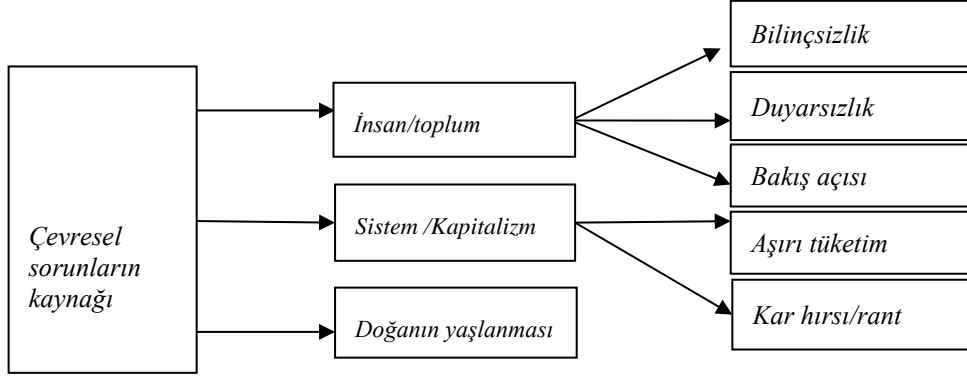 Çevresel
sorunların
kaynağı
İnsan/toplum
Sistem /Kapitalizm
Doğanın yaşlanması
Bilinçsizlik
Duyarsızlık
Bakış açısı
Aşırı tüketim
Kar hırsı/rant